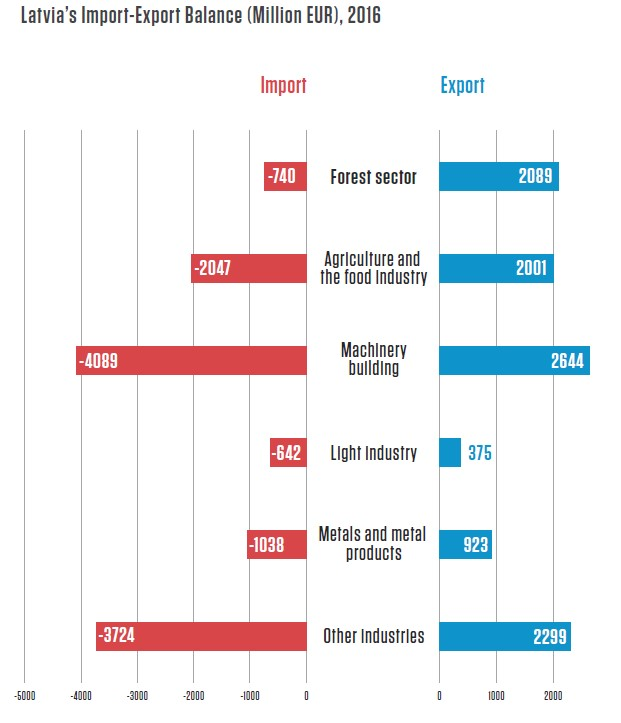 Latvia's Import-Export Balance (Million EUR), 2016
Import Export
-740 Forest sector 2089
-2047 Agriculture and 2001
the food industry
-4089 Machinery 2644
building
-642 Light industry 375
-1038 Metals and metal 923
products
-3724 Other industries 2299
-5000 -4000 -3000 -2000 -1000 0 0 1000 2000